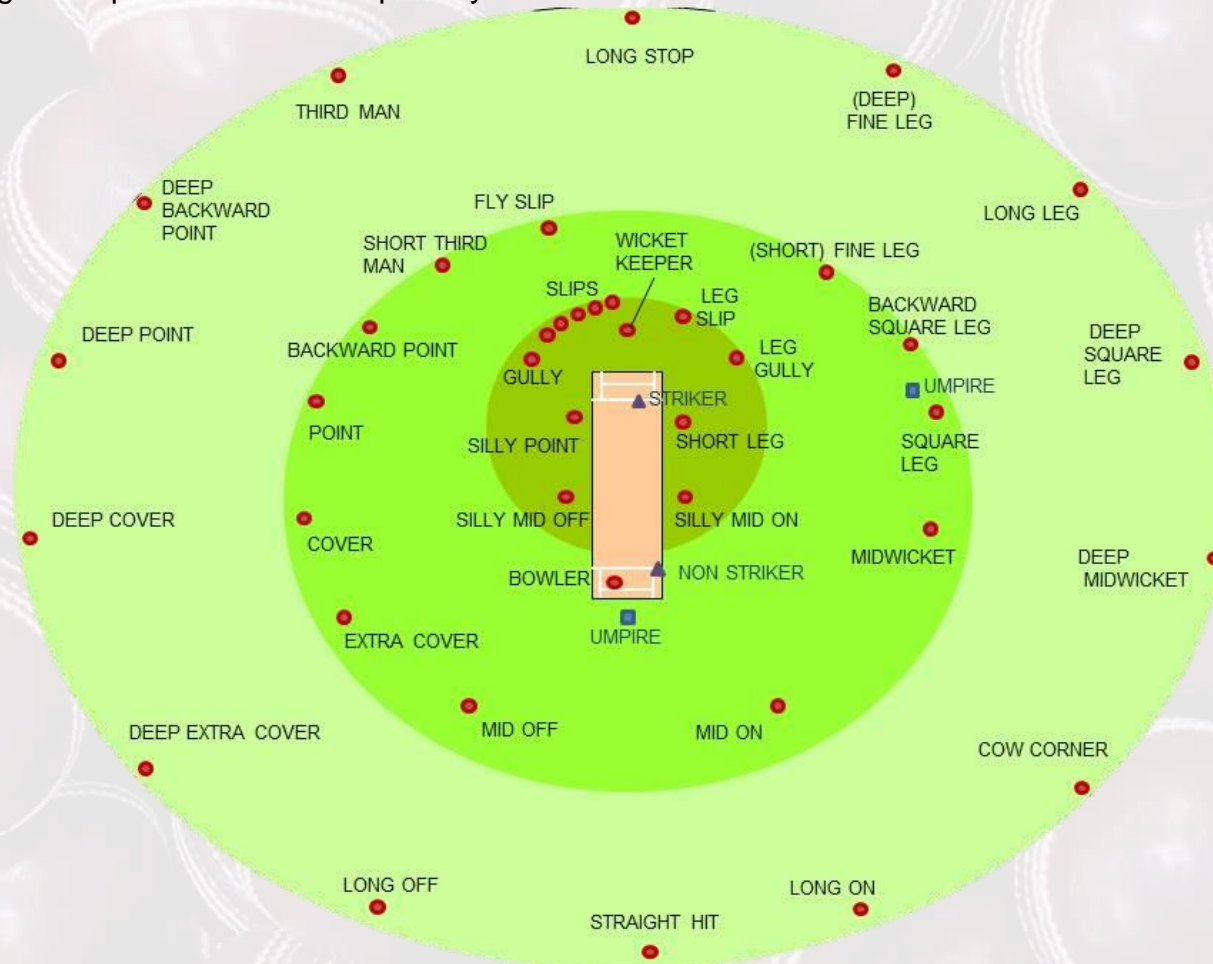 LONG STOP
THIRD MAN
(DEEP)
FINE LEG
DEEP
BACKWARD
POINT
LONG LEG
FLY SLIP
SHORT THIRD
MAN
WICKET
KEEPER
(SHORT) FINE LEG
SLIPS
LEG
SLIP
BACKWARD
SQUARE LEG
DEEP POINT
BACKWARD POINT
GULLY
LEG
GULLY
DEEP
SQUARE
LEG
UMPIRE
STRIKER
POINT
SILLY POINT
SHORT LEG
SQUARE
LEG
DEEP COVER
COVER
SILLY MID OFF
SILLY MID ON
MIDWICKET
DEEP
MIDWICKET
BOWLER
NON STRIKER
EXTRA COVER
UMPIRE
DEEP EXTRA COVER
MID OFF
MID ON
COW CORNER
LONG OFF
LONG ON
STRAIGHT HIT